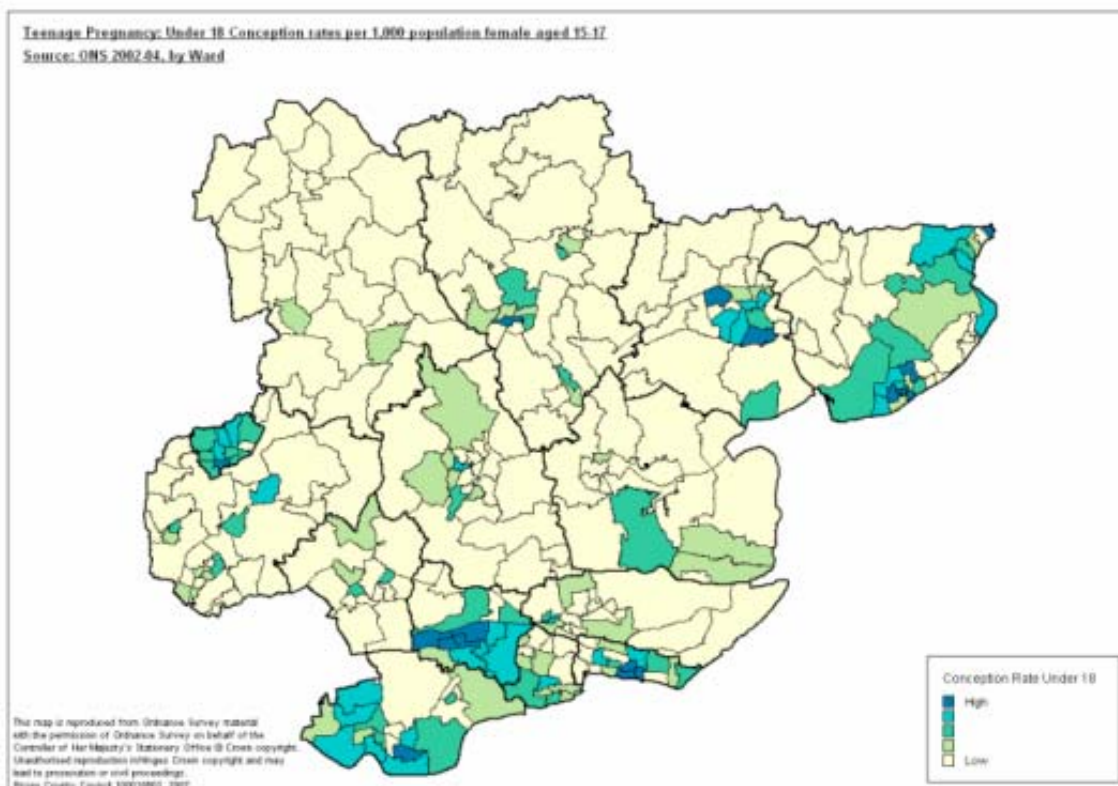 Teenage Pregnancy: Under 18 Conception rates per 1,000 population female aged 15-17
Source: ONS 2002-04, by Ward
Conception Rate Under 18
High
Low
This map is reproduced from Ordnance Survey material
with the permission of Ordnance Survey on behalf of the
Controller of Her Majesty's Stationery Office © Crown copyright.
Unauthorised reproduction infringes Crown copyright and may
lead to prosecution or civil proceedings.
County Council